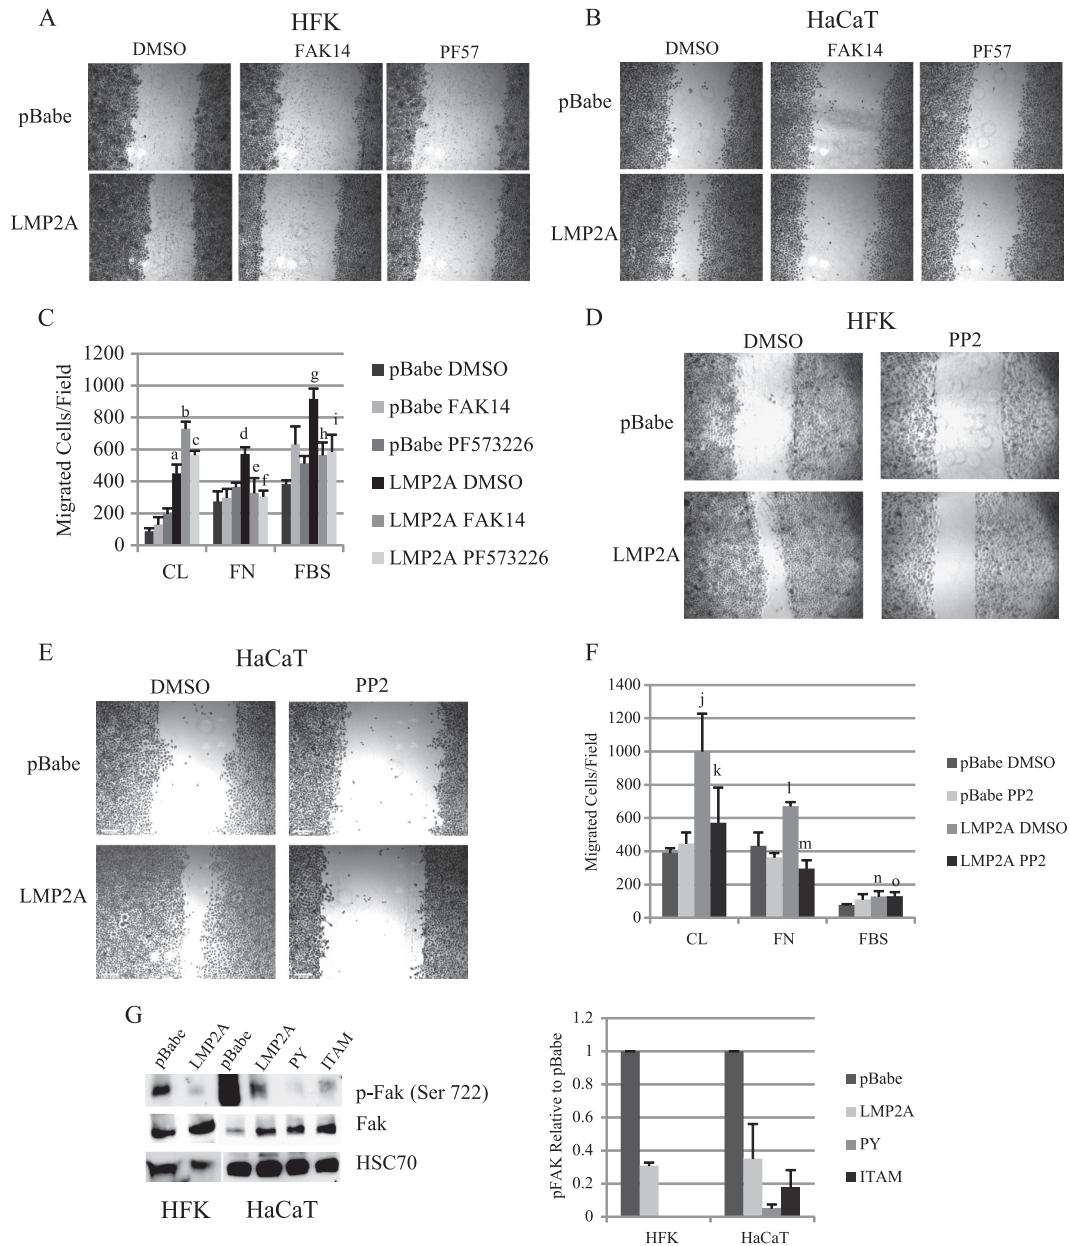 A
HFK
DMSO FAK14 PF57
pBabe
LMP2A
B
HaCaT
DMSO FAK14 PF57
pBabe
LMP2A
C
1200
1000
800
600
400
200
0
Migrated Cells/Field
a b c d e f g h i
CL FN FBS
pBabe DMSO
pBabe FAK14
pBabe PF573226
LMP2A DMSO
LMP2A FAK14
LMP2A PF573226
D
HFK
DMSO PP2
pBabe
LMP2A
E
HaCaT
DMSO PP2
pBabe
LMP2A
F
1400
1200
1000
800
600
400
200
0
Migrated Cells/Field
j k l m n o
CL FN FBS
pBabe DMSO
pBabe PP2
LMP2A DMSO
LMP2A PP2
G
pBabe LMP2A pBabe LMP2A PY ITAM
p-Fak (Ser 722)
Fak
HSC70
HFK HaCaT
1.2
1
0.8
0.6
0.4
0.2
0
pFAK Relative to pBabe
HFK HaCaT
pBabe
LMP2A
PY
ITAM